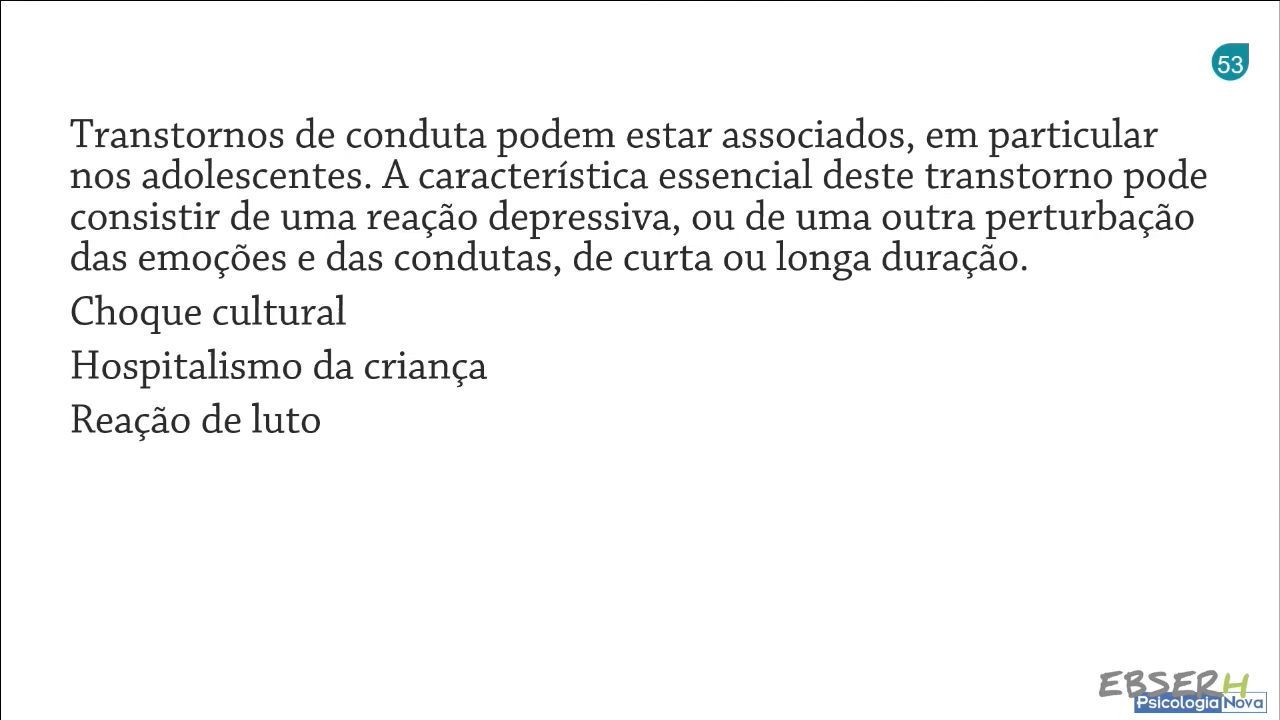 53
Transtornos de conduta podem estar associados, em particular
nos adolescentes. A característica essencial deste transtorno pode
consistir de uma reação depressiva, ou de uma outra perturbação
das emoções e das condutas, de curta ou longa duração.
Choque cultural
Hospitalismo da criança
Reação de luto
EBSERH
Psicologia Nova